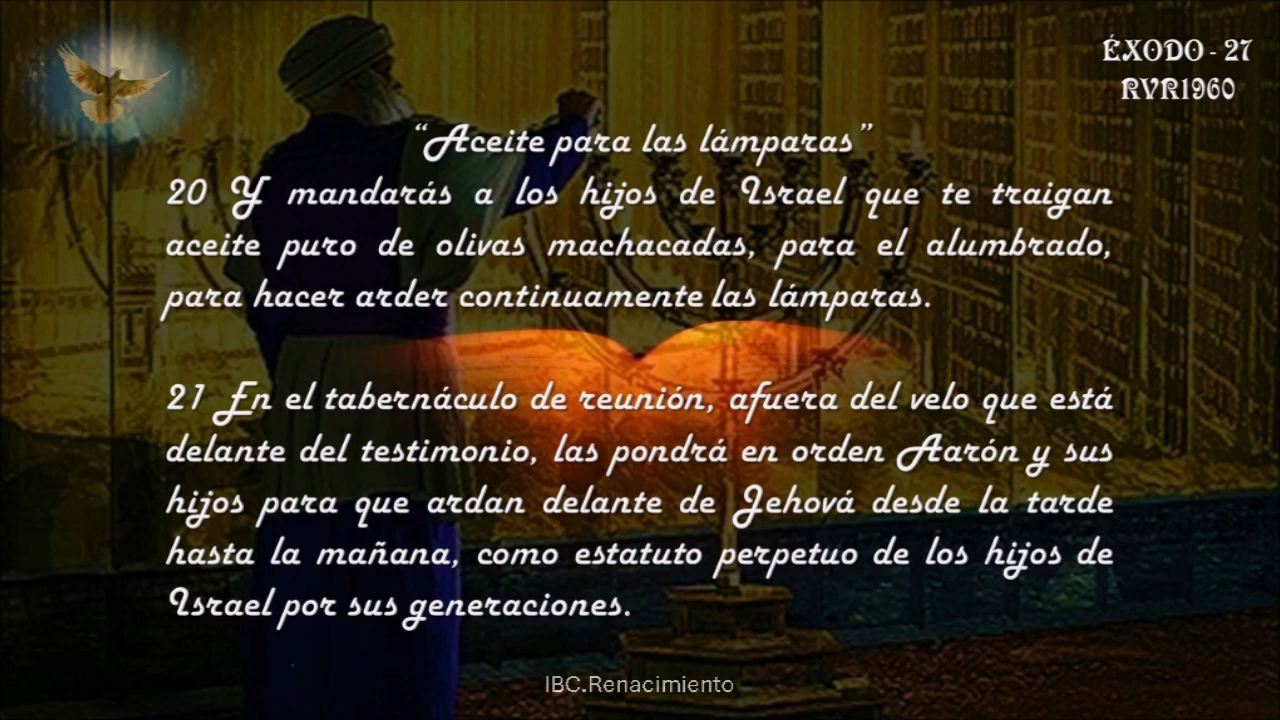 ÉXODO - 27
RVR1960
“Aceite para las lámparas”
20 Y mandarás a los hijos de Israel que te traigan
aceite puro de olivas machacadas, para el alumbrado,
para hacer arder continuamente las lámparas.
21 En el tabernáculo de reunión, afuera del velo que está
delante del testimonio, las pondrá en orden Aarón y sus
hijos para que ardan delante de Jehová desde la tarde
hasta la mañana, como estatuto perpetuo de los hijos de
Israel por sus generaciones.
IBC.Renacimiento